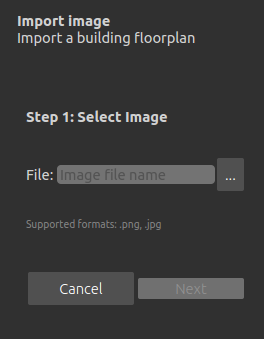 Import image
Import a building floorplan
Step 1: Select Image
File: Image file name ...
Supported formats: .png, .jpg
Cancel Next